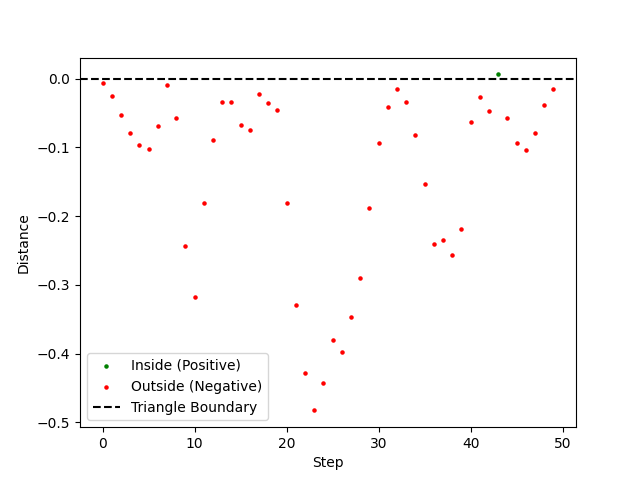 0.0
−0.1
−0.2
−0.3
−0.4
−0.5
Distance
Inside (Positive)
Outside (Negative)
Triangle Boundary
0 10 20 30 40 50
Step